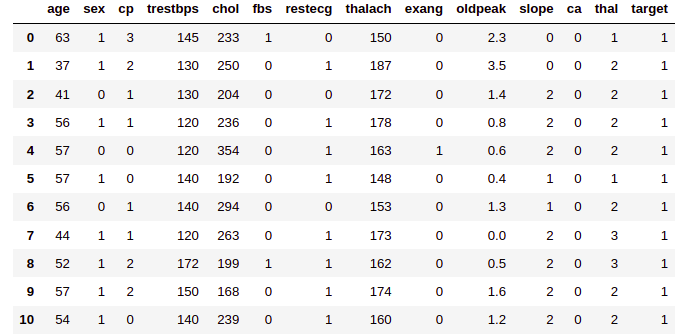 age sex cp trestbps chol fbs restecg thalach exang oldpeak slope ca thal target
0 63 1 3 145 233 1 0 150 0 2.3 0 0 1 1
1 37 1 2 130 250 0 1 187 0 3.5 0 0 2 1
2 41 0 1 130 204 0 0 172 0 1.4 2 0 2 1
3 56 1 1 120 236 0 1 178 0 0.8 2 0 2 1
4 57 0 0 120 354 0 1 163 1 0.6 2 0 2 1
5 57 1 0 140 192 0 1 148 0 0.4 1 0 1 1
6 56 0 1 140 294 0 0 153 0 1.3 1 0 2 1
7 44 1 1 120 263 0 1 173 0 0.0 2 0 3 1
8 52 1 2 172 199 1 1 162 0 0.5 2 0 3 1
9 57 1 2 150 168 0 1 174 0 1.6 2 0 2 1
10 54 1 0 140 239 0 1 160 0 1.2 2 0 2 1